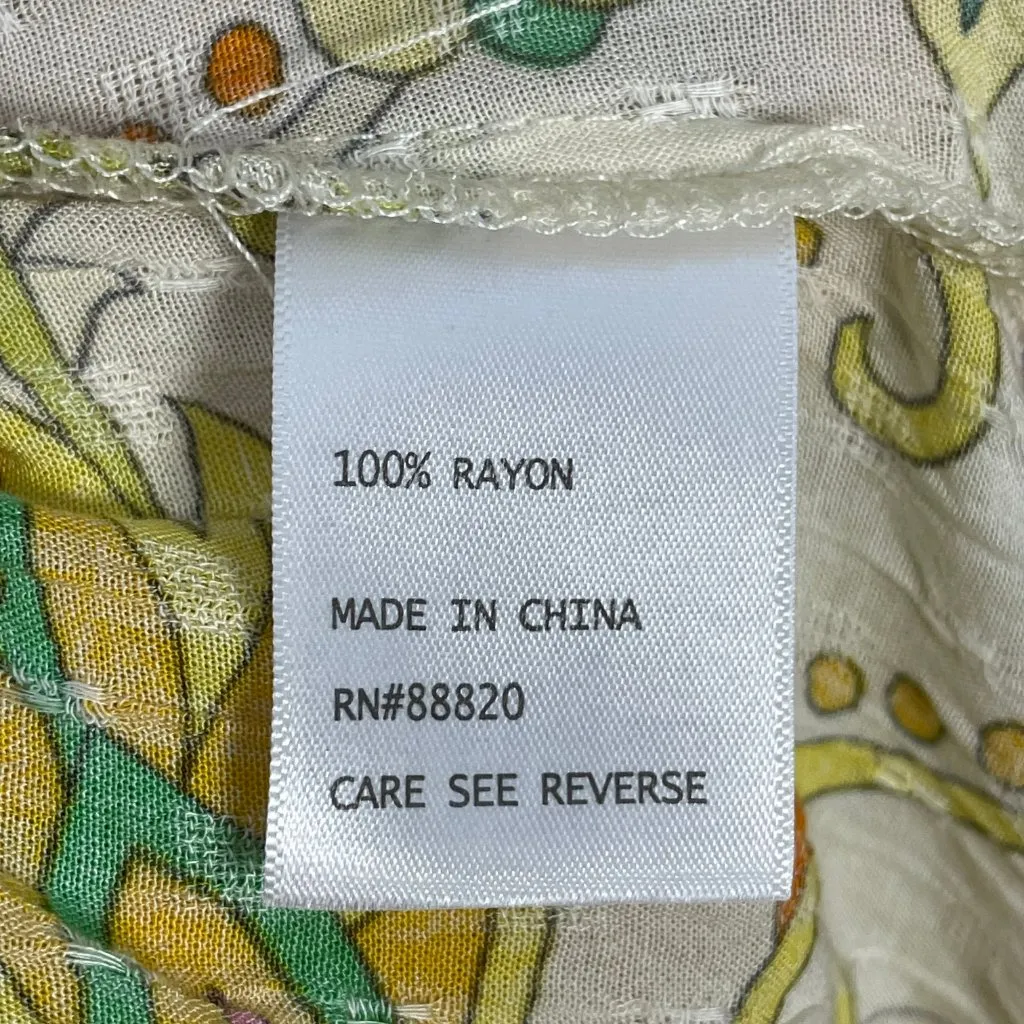 100% RAYON
MADE IN CHINA
RN#88820
CARE SEE REVERSE